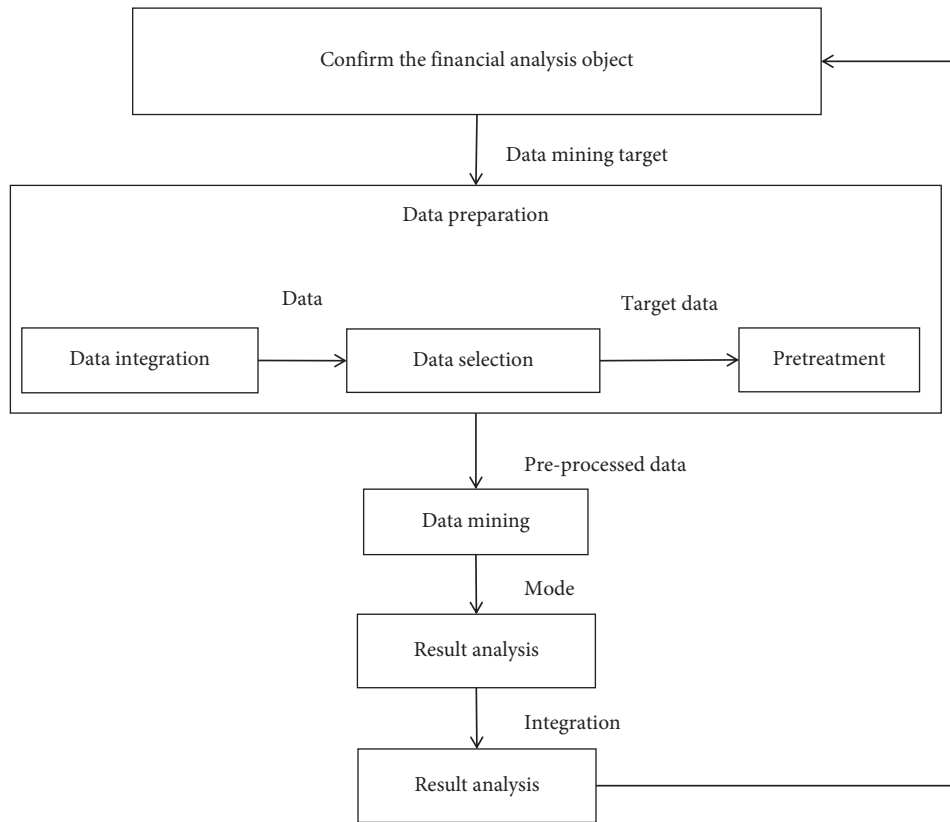 Confirm the financial analysis object
Data mining target
Data preparation
Data
Target data
Data integration
Data selection
Pretreatment
Pre-processed data
Data mining
Mode
Result analysis
Integration
Result analysis